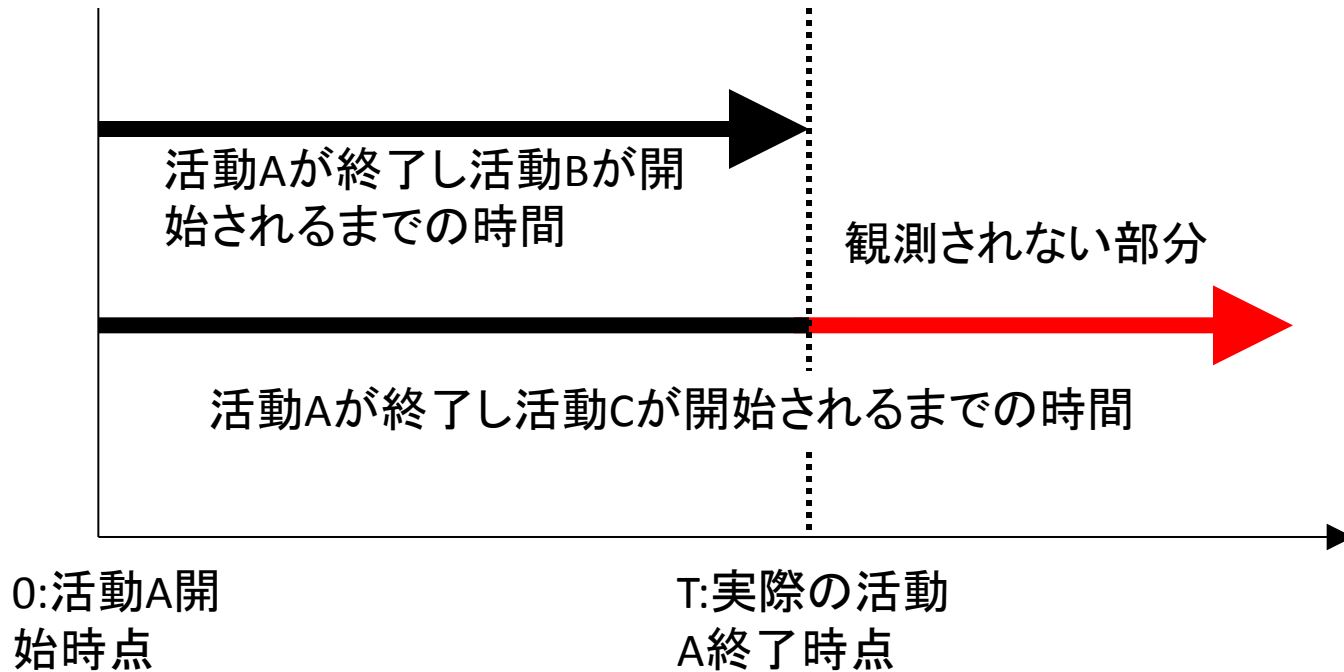 活動Aが終了し活動Bが開
始されるまでの時間
観測されない部分
活動Aが終了し活動Cが開始されるまでの時間
0:活動A開
始時点
T:実際の活動
A終了時点